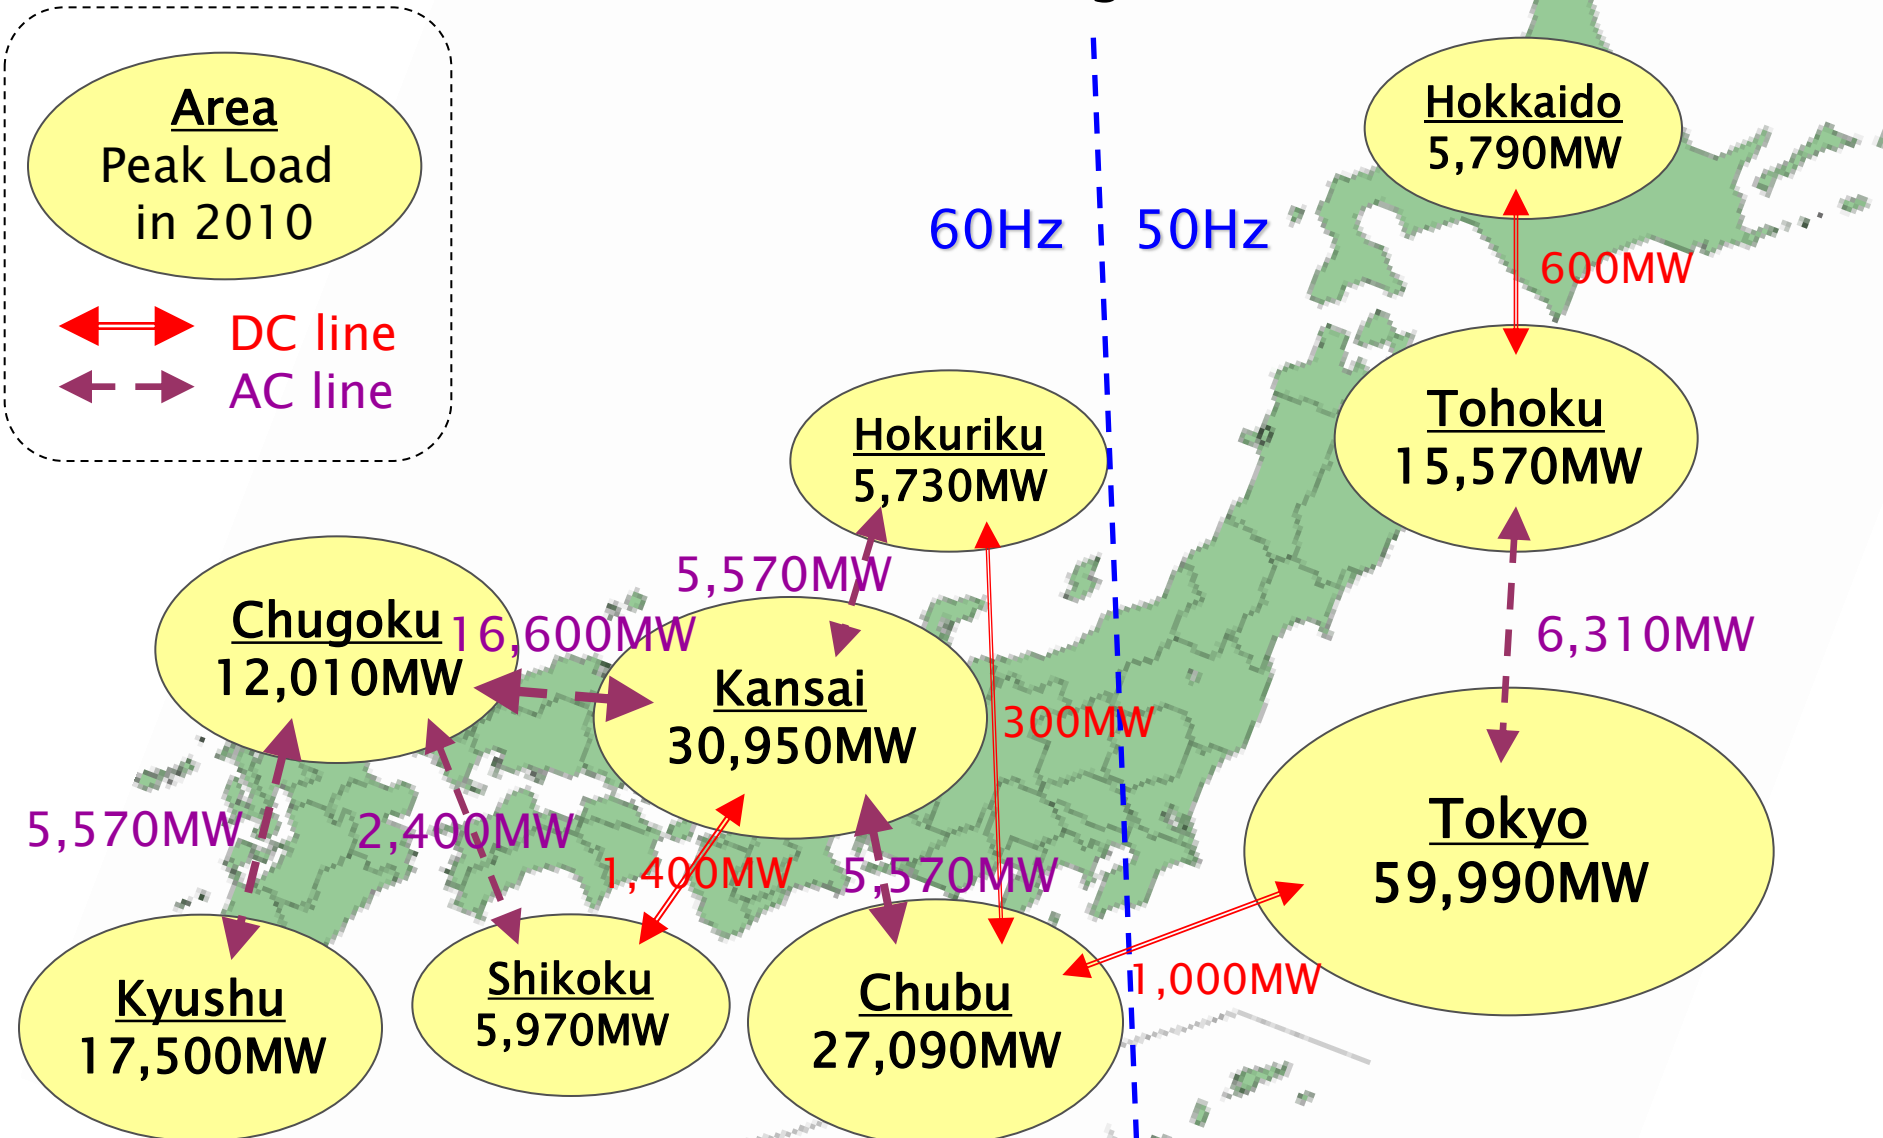 Area
Peak Load
in 2010
DC line
AC line
60Hz
50Hz
Hokkaido
5,790MW
600MW
Tohoku
15,570MW
Hokuriku
5,730MW
5,570MW
Chugoku
12,010MW
16,600MW
Kansai
30,950MW
300MW
6,310MW
Tokyo
59,990MW
5,570MW
2,400MW
1,400MW
5,570MW
1,000MW
Kyushu
17,500MW
Shikoku
5,970MW
Chubu
27,090MW